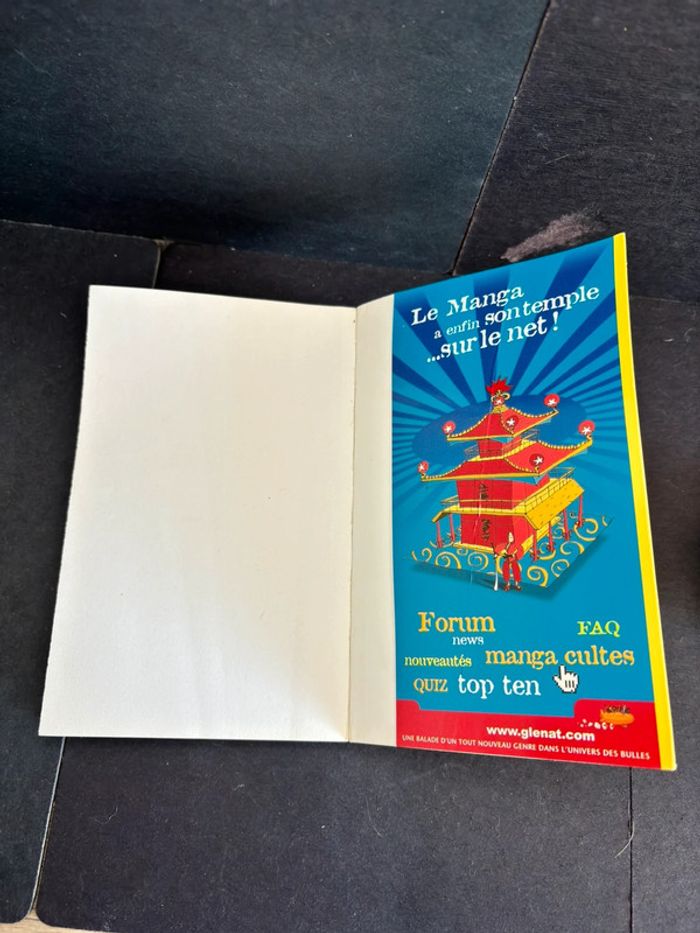 Le Manga
a enfin son temple
...sur le net !
Forum
news
FAQ
nouveautés
manga cultes
QUIZ
top ten
www.glenat.com
UNE BALADE D'UN TOUT NOUVEAU GENRE DANS L'UNIVERS DES BULLES